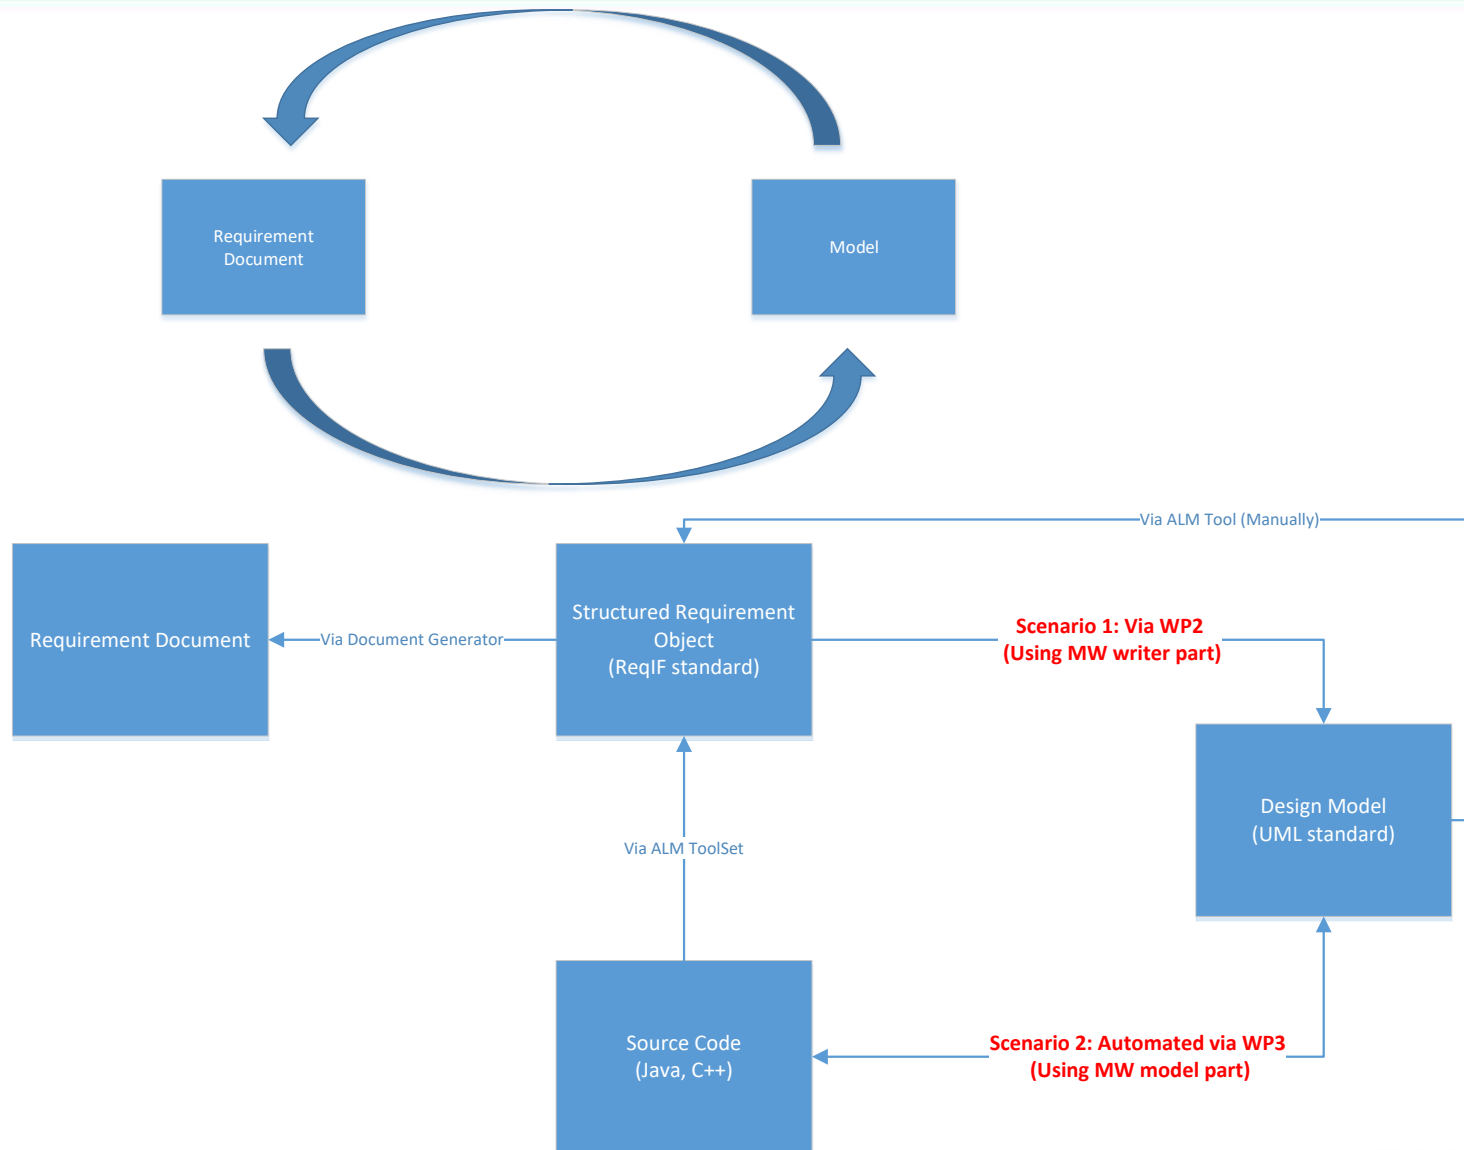 Requirement
Document
Model
Via ALM Tool (Manually)
Requirement Document
Via Document Generator
Structured Requirement
Object
(ReqIF standard)
Scenario 1: Via WP2
(Using MW writer part)
Design Model
(UML standard)
Via ALM ToolSet
Source Code
(Java, C++)
Scenario 2: Automated via WP3
(Using MW model part)